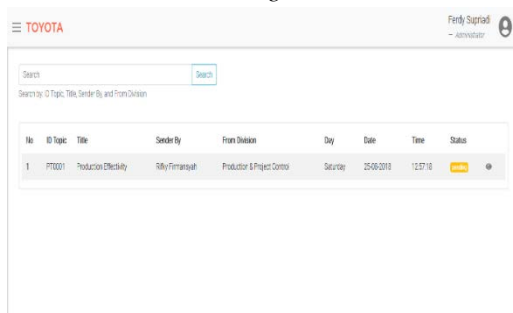 Ferdy Supriadi
TOYOTA
— Administrator
Search Search
Search by: ID Topic, Title, Sender By, and From Division
No ID Topic Title Sender By From Division Day Date Time Status
1 PT0001 Production Effectivity Rifky Firmansyah Production & Project Control Saturday 25-08-2018 12:57:18 pending